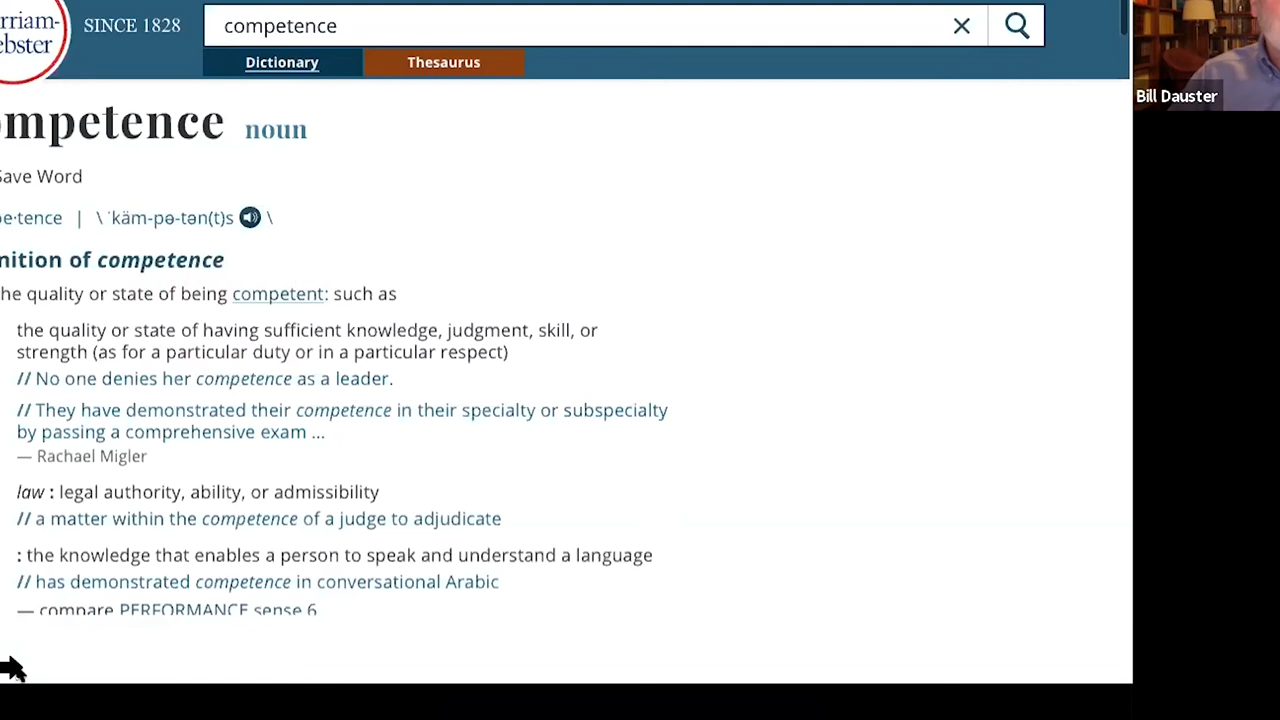 rriam-
ebster
SINCE 1828
competence
Dictionary
Thesaurus
Bill Dauster
ompetence noun
Save Word
pe·tence | \ ˈkäm-pə-tən(t)s \
nition of competence
he quality or state of being competent: such as
the quality or state of having sufficient knowledge, judgment, skill, or
strength (as for a particular duty or in a particular respect)
// No one denies her competence as a leader.
// They have demonstrated their competence in their specialty or subspecialty
by passing a comprehensive exam ...
— Rachael Migler
law : legal authority, ability, or admissibility
// a matter within the competence of a judge to adjudicate
: the knowledge that enables a person to speak and understand a language
// has demonstrated competence in conversational Arabic
— compare PERFORMANCE sense 6